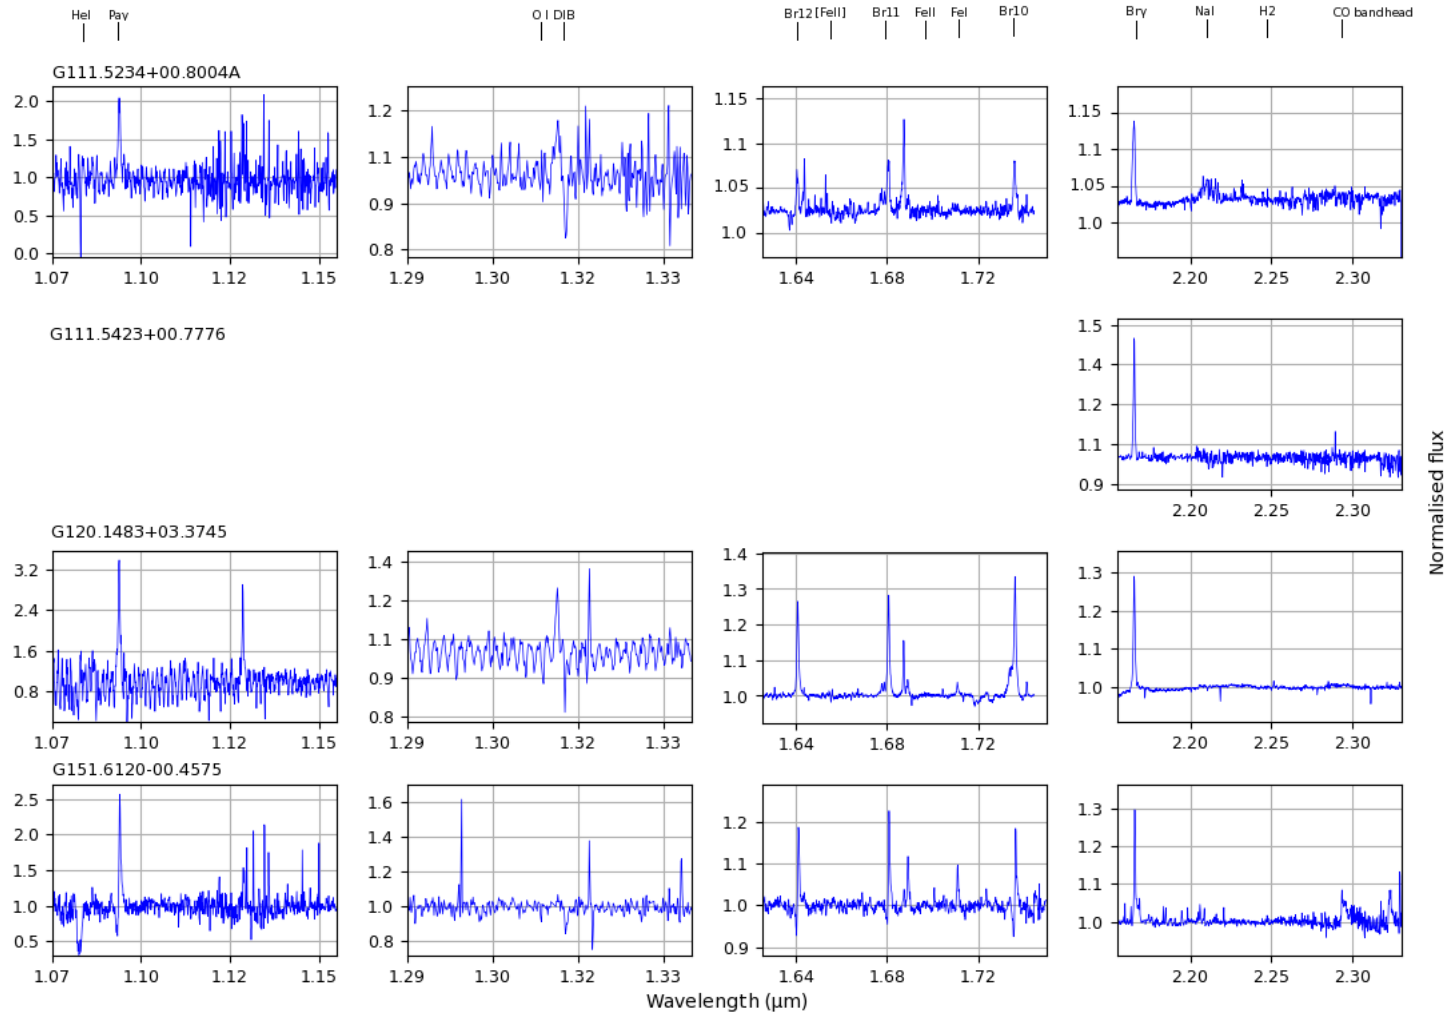 HeI Paγ O I DIB Br12 [FeII] Br11 FeII FeI Br10 Brγ NaI H2 CO bandhead
G111.5234+00.8004A
2.0 1.5 1.0 0.5 0.0
1.07 1.10 1.12 1.15
1.2 1.1 0.9 0.8
1.29 1.30 1.32 1.33
1.15 1.10 1.05 1.0
1.64 1.68 1.72
1.15 1.10 1.05 1.0
2.20 2.25 2.30
G111.5423+00.7776
1.5 1.4 1.2 1.1 0.9
2.20 2.25 2.30
G120.1483+03.3745
3.2 2.4 1.6 0.8
1.07 1.10 1.12 1.15
1.4 1.2 1.1 0.9 0.8
1.29 1.30 1.32 1.33
1.4 1.3 1.2 1.1 1.0
1.64 1.68 1.72
1.3 1.2 1.1 1.0
2.20 2.25 2.30
G151.6120-00.4575
2.5 2.0 1.5 1.0 0.5
1.07 1.10 1.12 1.15
1.6 1.4 1.2 1.0 0.8
1.29 1.30 1.32 1.33
1.2 1.1 1.0 0.9
1.64 1.68 1.72
1.3 1.2 1.1 1.0
2.20 2.25 2.30
Wavelength (μm)
Normalised flux